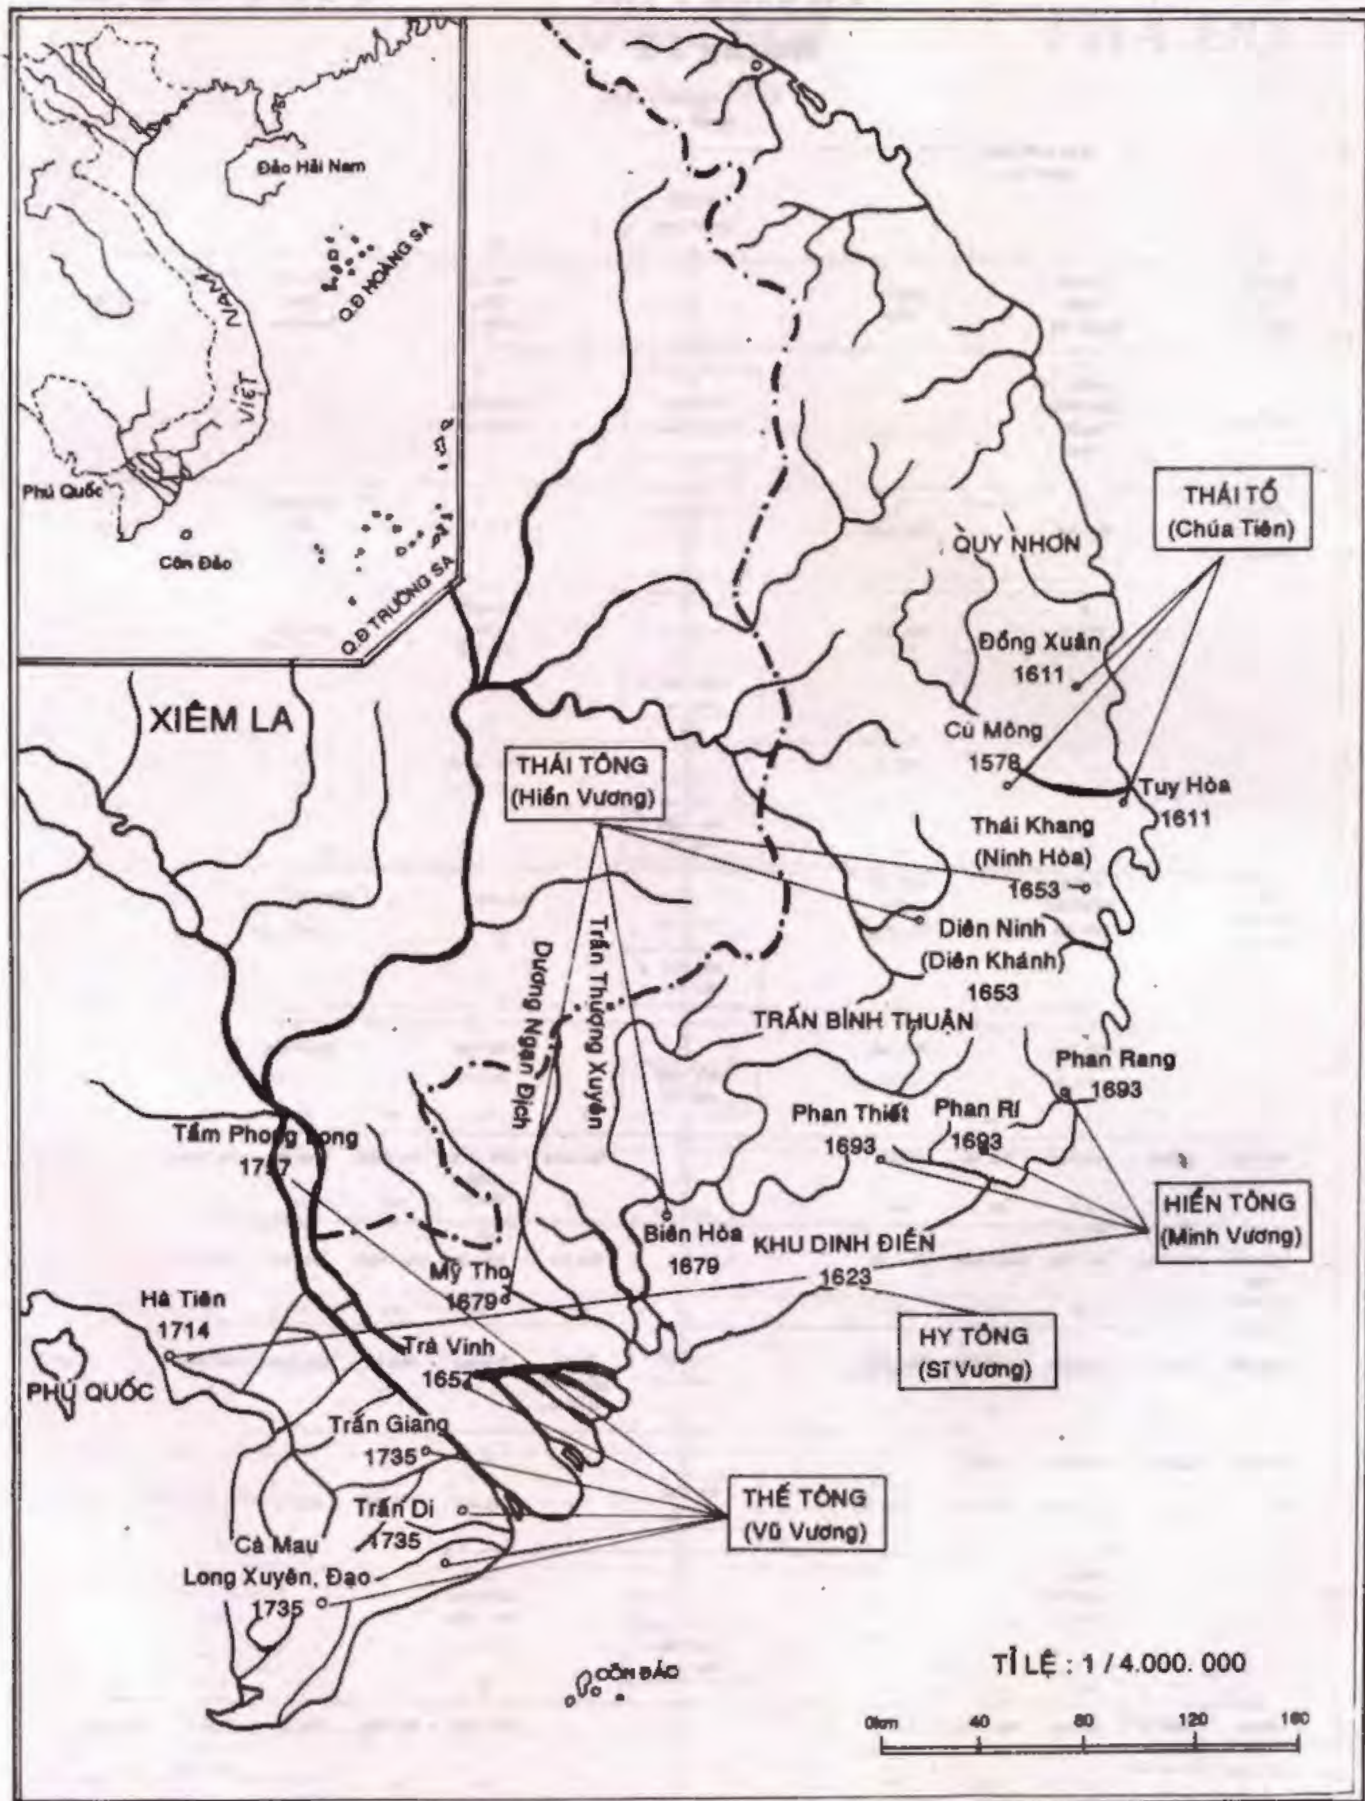 Đảo Hải Nam
Q.Đ HOÀNG SA
VIỆT NAM
Phú Quốc
Côn Đảo
Q.Đ TRƯỜNG SA
XIÊM LA
THÁI TỔ
(Chúa Tiên)
QUY NHƠN
Đồng Xuân
1611
Cù Mông
1578
Tuy Hòa
1611
THÁI TÔNG
(Hiền Vương)
Thái Khang
(Ninh Hòa)
1653
Diên Ninh
(Diên Khánh)
1653
Dương Ngạn Địch
Trần Thượng Xuyên
TRẤN BÌNH THUẬN
Phan Rang
1693
Phan Thiết
1693
Phan Rí
1693
Tầm Phong Long
HIỂN TÔNG
(Minh Vương)
Biên Hòa
1679
KHU DINH ĐIỀN
1623
Mỹ Tho
1679
Hà Tiên
1714
HY TÔNG
(Sĩ Vương)
PHÚ QUỐC
Trà Vinh
Trấn Giang
1735
Trấn Di
1735
THẾ TÔNG
(Vũ Vương)
Cà Mau
Long Xuyên, Đạo
1735
CÔN ĐẢO
TỈ LỆ : 1 / 4.000. 000
0km 40 80 120 160